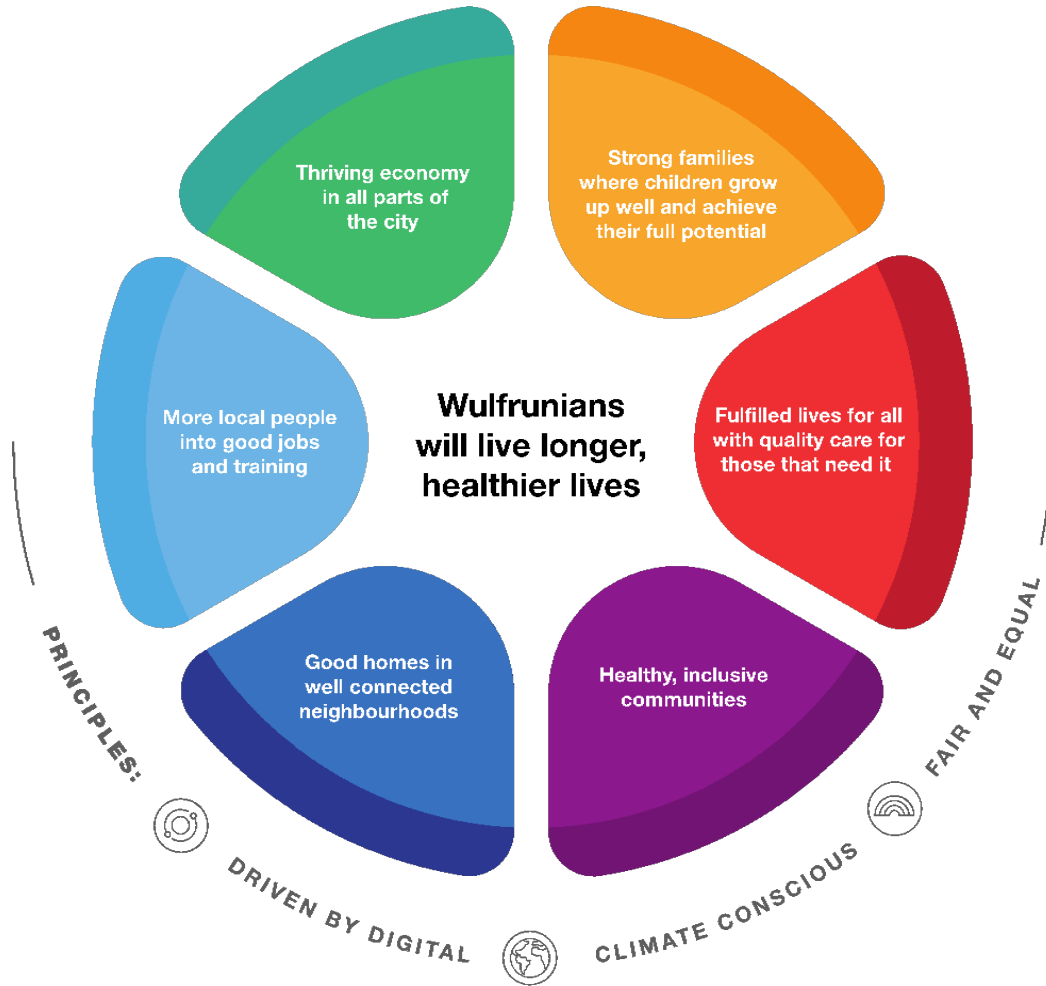 Thriving economy
in all parts of
the city
Strong families
where children grow
up well and achieve
their full potential
More local people
into good jobs
and training
Wulfrunians
will live longer,
healthier lives
Fulfilled lives for all
with quality care for
those that need it
Good homes in
well connected
neighbourhoods
Healthy, inclusive
communities
PRINCIPLES:
DRIVEN BY DIGITAL
CLIMATE CONSCIOUS
FAIR AND EQUAL